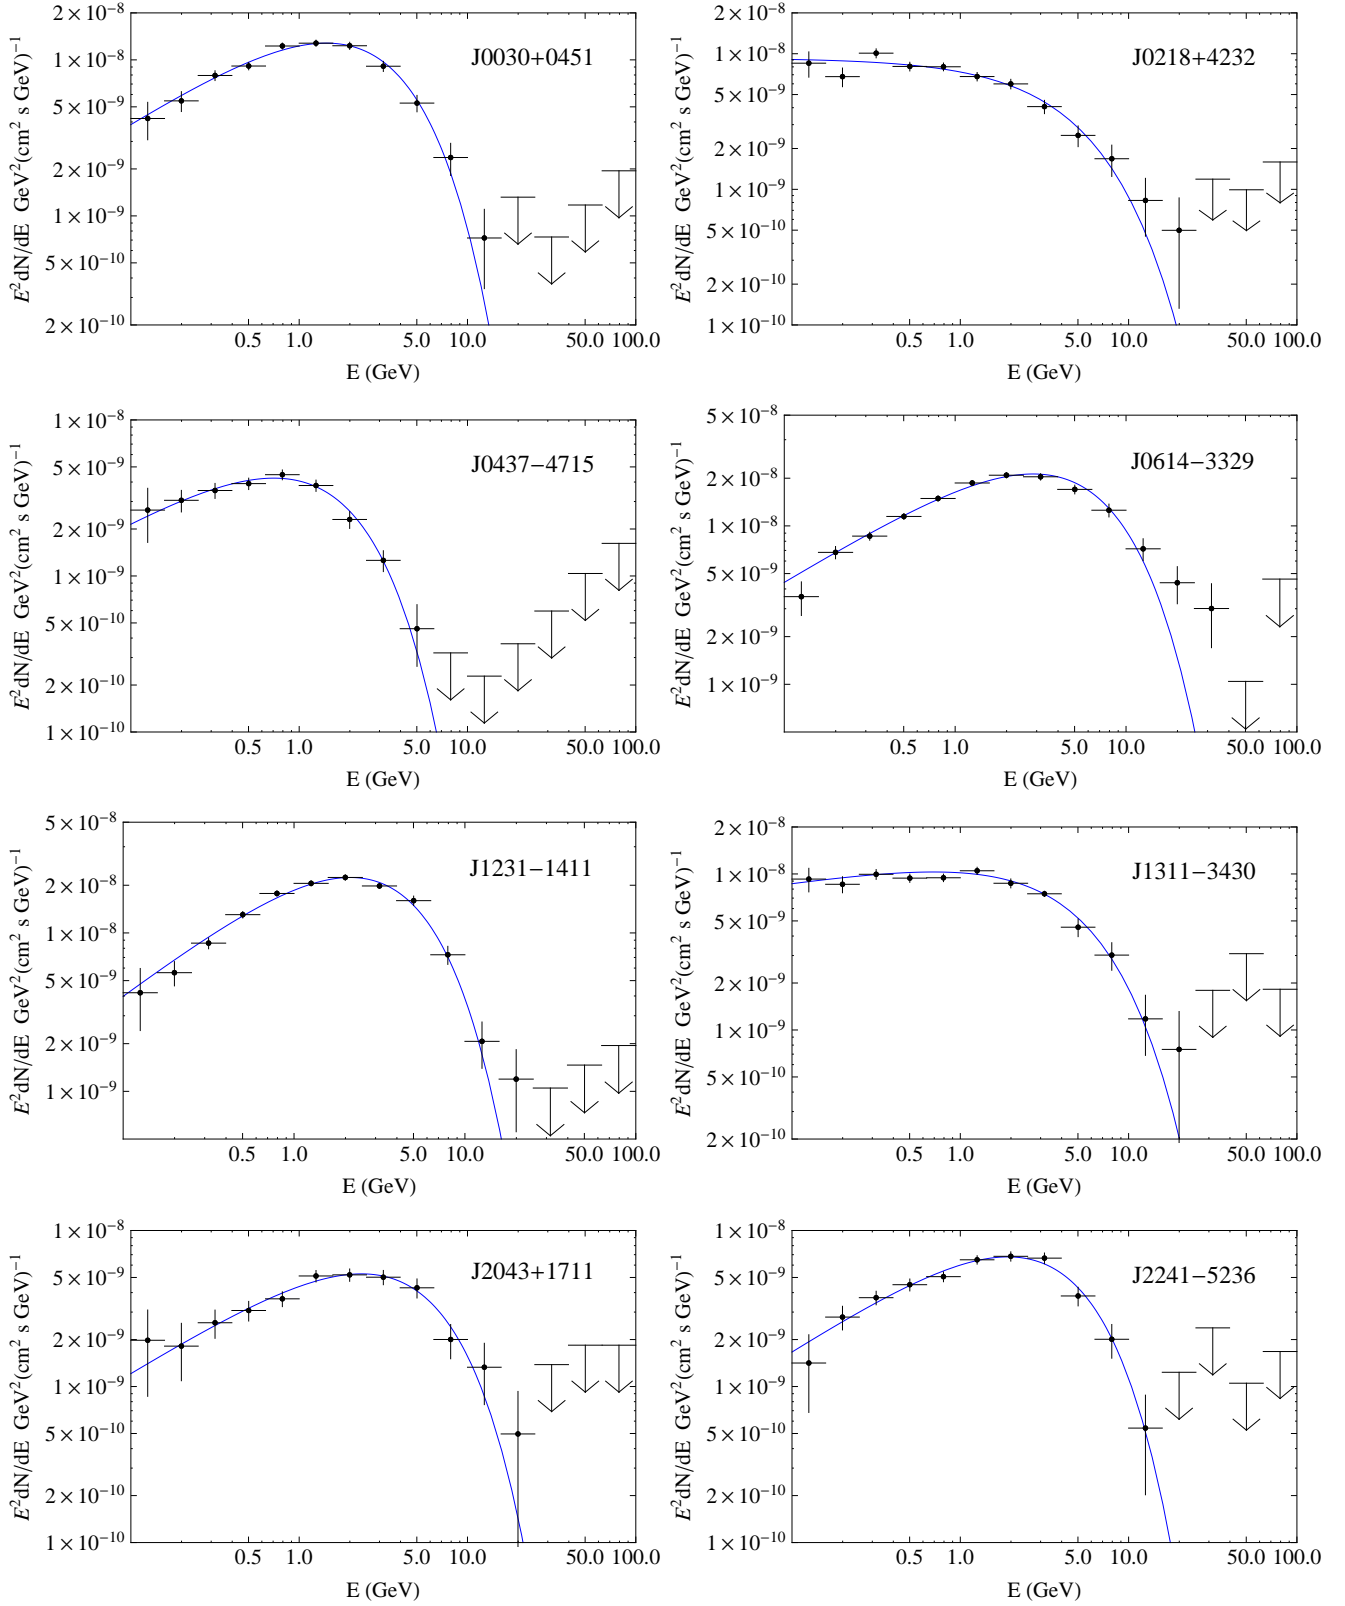 J0030+0451
2×10⁻⁸
1×10⁻⁸
5×10⁻⁹
2×10⁻⁹
1×10⁻⁹
5×10⁻¹⁰
2×10⁻¹⁰
E²dN/dE GeV²(cm² s GeV)⁻¹
0.5 1.0 5.0 10.0 50.0 100.0
E (GeV)
J0218+4232
2×10⁻⁸
1×10⁻⁸
5×10⁻⁹
2×10⁻⁹
1×10⁻⁹
5×10⁻¹⁰
2×10⁻¹⁰
1×10⁻¹⁰
E²dN/dE GeV²(cm² s GeV)⁻¹
0.5 1.0 5.0 10.0 50.0 100.0
E (GeV)
J0437−4715
1×10⁻⁸
5×10⁻⁹
2×10⁻⁹
1×10⁻⁹
5×10⁻¹⁰
2×10⁻¹⁰
1×10⁻¹⁰
E²dN/dE GeV²(cm² s GeV)⁻¹
0.5 1.0 5.0 10.0 50.0 100.0
E (GeV)
J0614−3329
5×10⁻⁸
2×10⁻⁸
1×10⁻⁸
5×10⁻⁹
2×10⁻⁹
1×10⁻⁹
E²dN/dE GeV²(cm² s GeV)⁻¹
0.5 1.0 5.0 10.0 50.0 100.0
E (GeV)
J1231−1411
5×10⁻⁸
2×10⁻⁸
1×10⁻⁸
5×10⁻⁹
2×10⁻⁹
1×10⁻⁹
E²dN/dE GeV²(cm² s GeV)⁻¹
0.5 1.0 5.0 10.0 50.0 100.0
E (GeV)
J1311−3430
2×10⁻⁸
1×10⁻⁸
5×10⁻⁹
2×10⁻⁹
1×10⁻⁹
5×10⁻¹⁰
2×10⁻¹⁰
E²dN/dE GeV²(cm² s GeV)⁻¹
0.5 1.0 5.0 10.0 50.0 100.0
E (GeV)
J2043+1711
1×10⁻⁸
5×10⁻⁹
2×10⁻⁹
1×10⁻⁹
5×10⁻¹⁰
2×10⁻¹⁰
1×10⁻¹⁰
E²dN/dE GeV²(cm² s GeV)⁻¹
0.5 1.0 5.0 10.0 50.0 100.0
E (GeV)
J2241−5236
1×10⁻⁸
5×10⁻⁹
2×10⁻⁹
1×10⁻⁹
5×10⁻¹⁰
2×10⁻¹⁰
1×10⁻¹⁰
E²dN/dE GeV²(cm² s GeV)⁻¹
0.5 1.0 5.0 10.0 50.0 100.0
E (GeV)